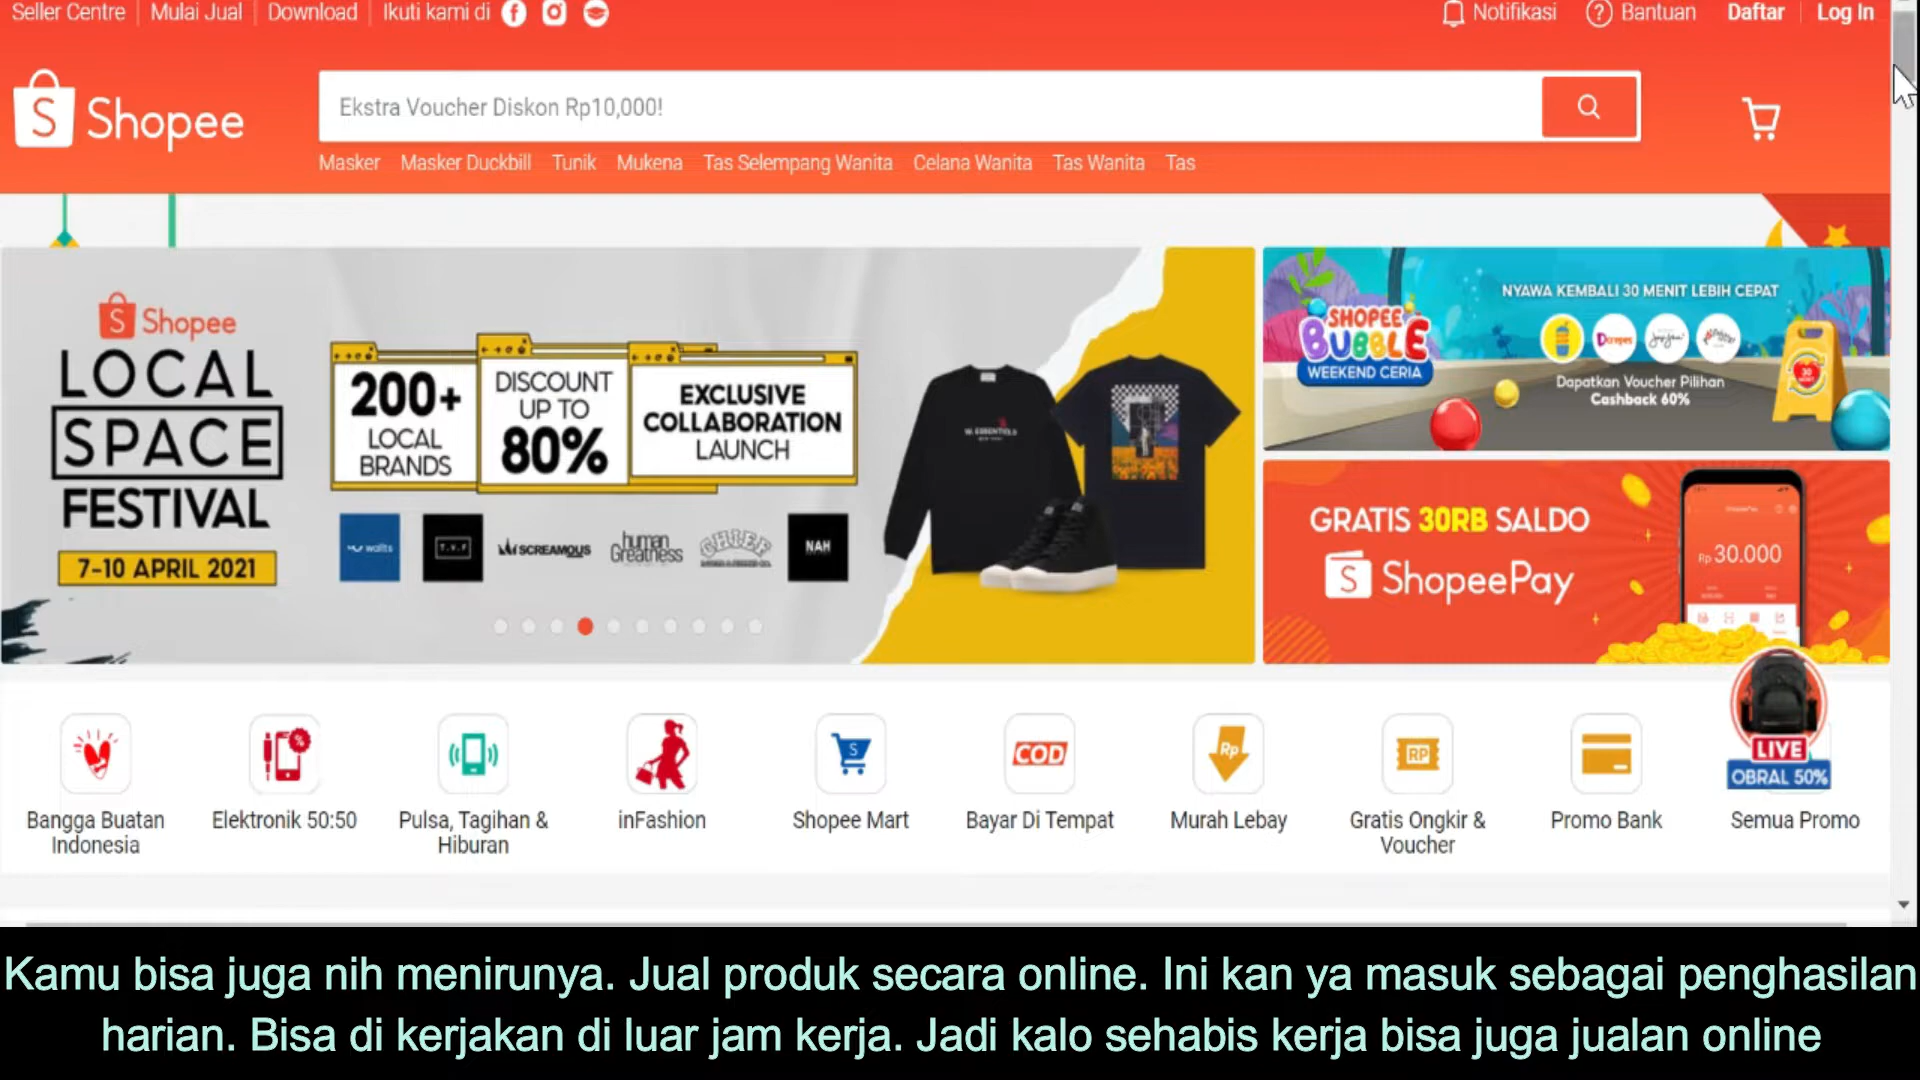 Seller Centre Mulai Jual Download Ikuti kami di
Notifikasi Bantuan Daftar Log In
Shopee
Ekstra Voucher Diskon Rp10,000!
Masker Masker Duckbill Tunik Mukena Tas Selempang Wanita Celana Wanita Tas Wanita Tas
Shopee
LOCAL
SPACE
FESTIVAL
7-10 APRIL 2021
200+
LOCAL
BRANDS
DISCOUNT
UP TO
80%
EXCLUSIVE
COLLABORATION
LAUNCH
walts
T.V.F
SCREAMOUS
human
Greatness
CHIEF
NAH
NYAWA KEMBALI 30 MENIT LEBIH CEPAT
SHOPEE
BUBBLE
WEEKEND CERIA
Dapatkan Voucher Pilihan
Cashback 60%
30
GRATIS 30RB SALDO
ShopeePay
Rp 30.000
LIVE
OBRAL 50%
COD
Rp
RP
Bangga Buatan
Indonesia
Elektronik 50:50
Pulsa, Tagihan &
Hiburan
inFashion
Shopee Mart
Bayar Di Tempat
Murah Lebay
Gratis Ongkir &
Voucher
Promo Bank
Semua Promo
Kamu bisa juga nih menirunya. Jual produk secara online. Ini kan ya masuk sebagai penghasilan
harian. Bisa di kerjakan di luar jam kerja. Jadi kalo sehabis kerja bisa juga jualan online